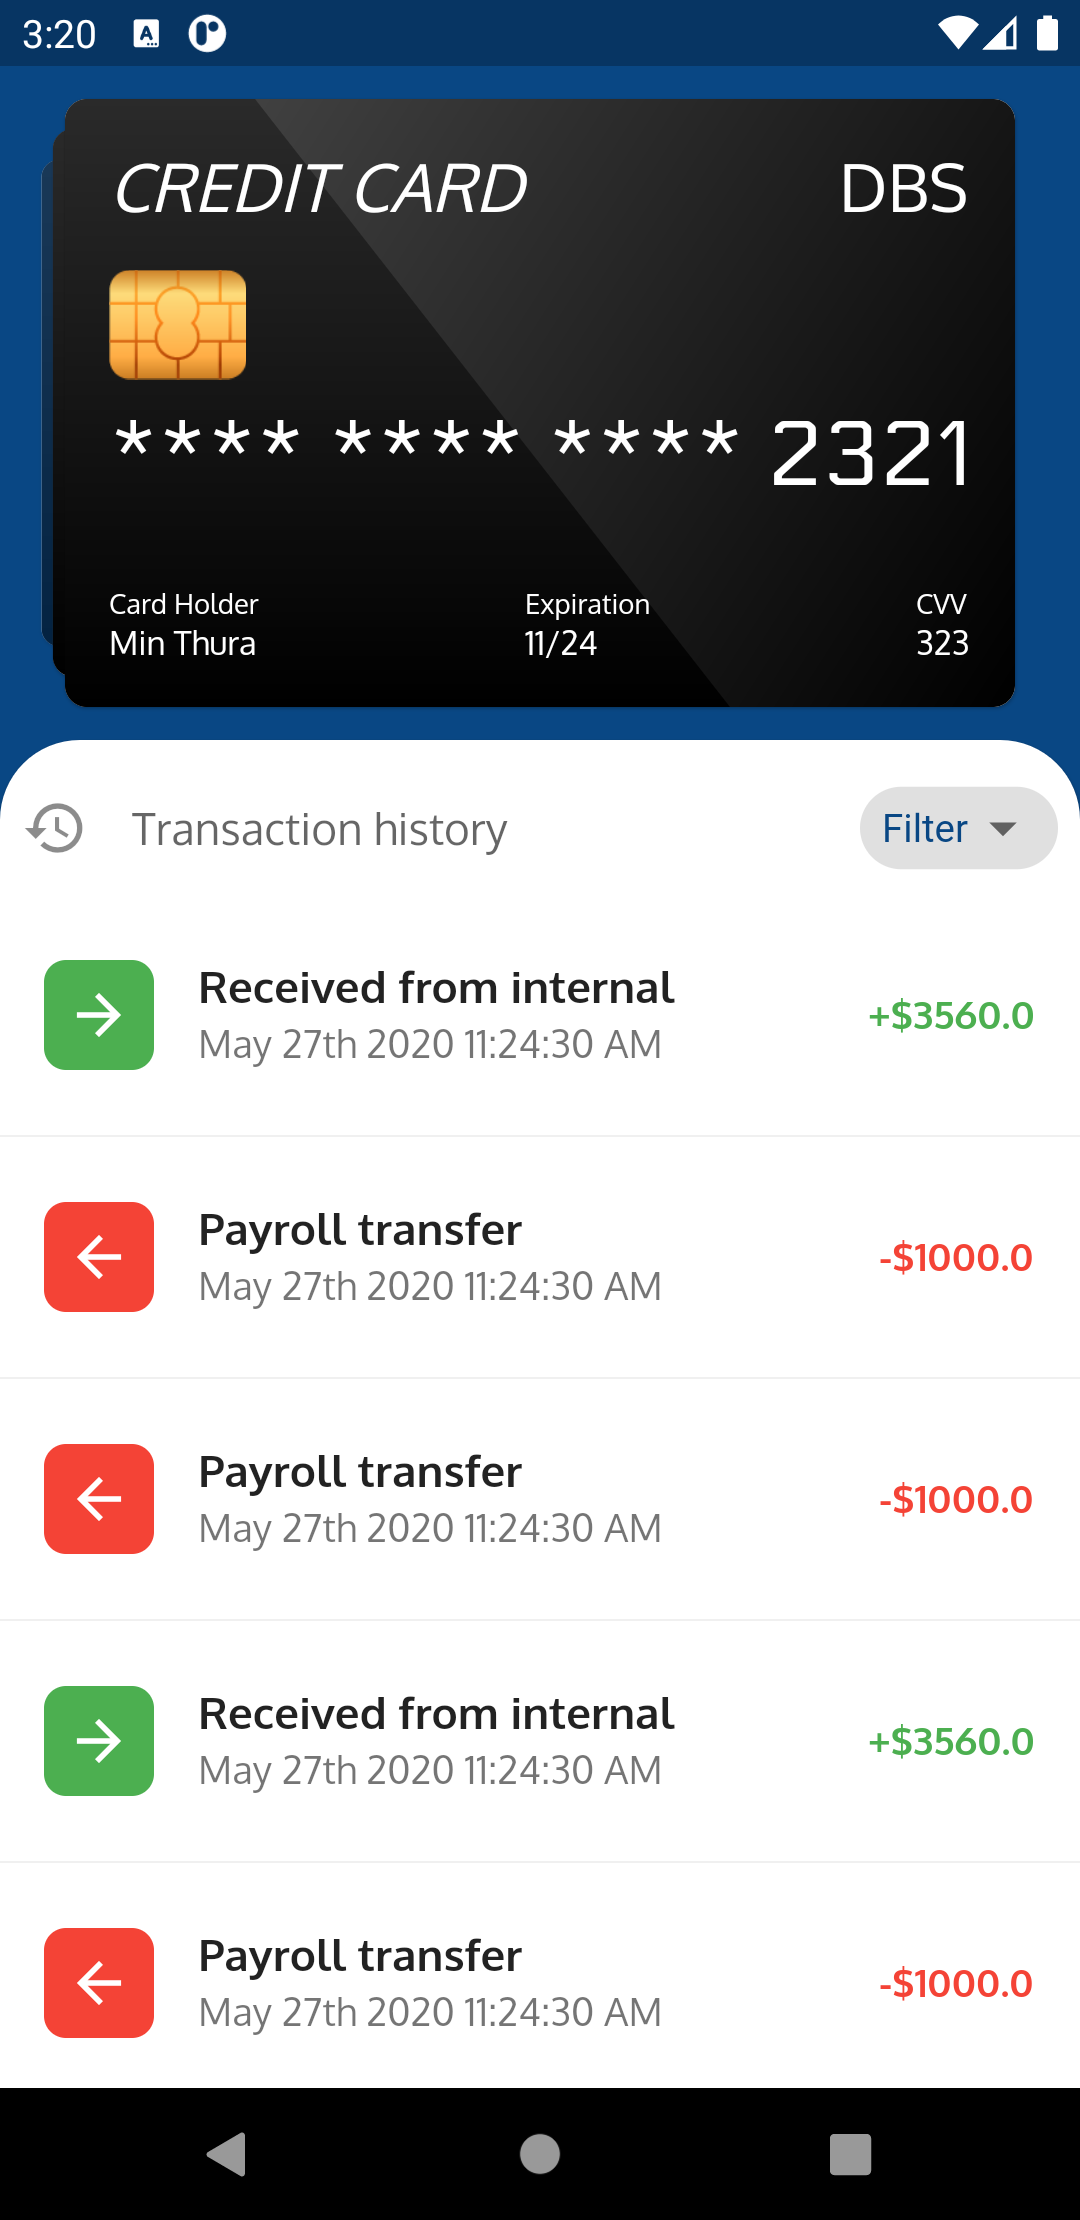 3:20
CREDIT CARD
DBS
**** **** **** 2321
Card Holder
Expiration
CVV
Min Thura
11/24
323
Transaction history
Filter
Received from internal
May 27th 2020 11:24:30 AM
+$3560.0
Payroll transfer
May 27th 2020 11:24:30 AM
-$1000.0
Payroll transfer
May 27th 2020 11:24:30 AM
-$1000.0
Received from internal
May 27th 2020 11:24:30 AM
+$3560.0
Payroll transfer
May 27th 2020 11:24:30 AM
-$1000.0